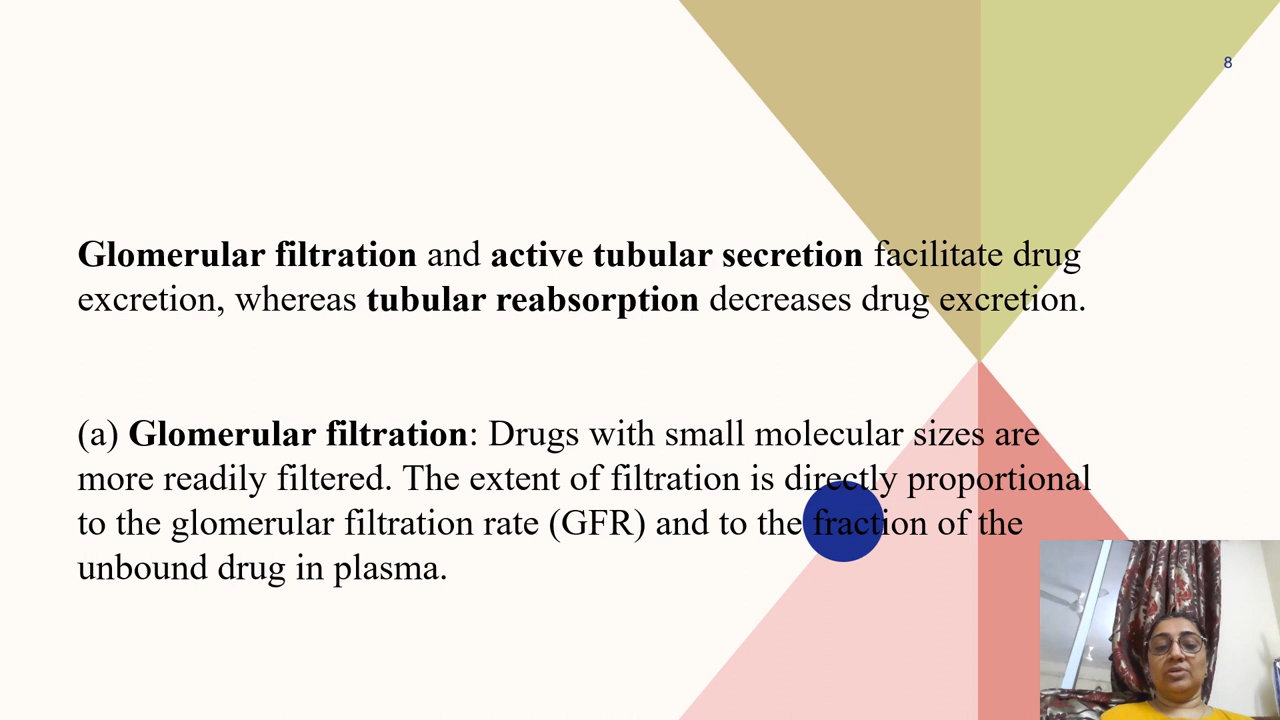 8
Glomerular filtration and active tubular secretion facilitate drug
excretion, whereas tubular reabsorption decreases drug excretion.
(a) Glomerular filtration: Drugs with small molecular sizes are
more readily filtered. The extent of filtration is directly proportional
to the glomerular filtration rate (GFR) and to the fraction of the
unbound drug in plasma.